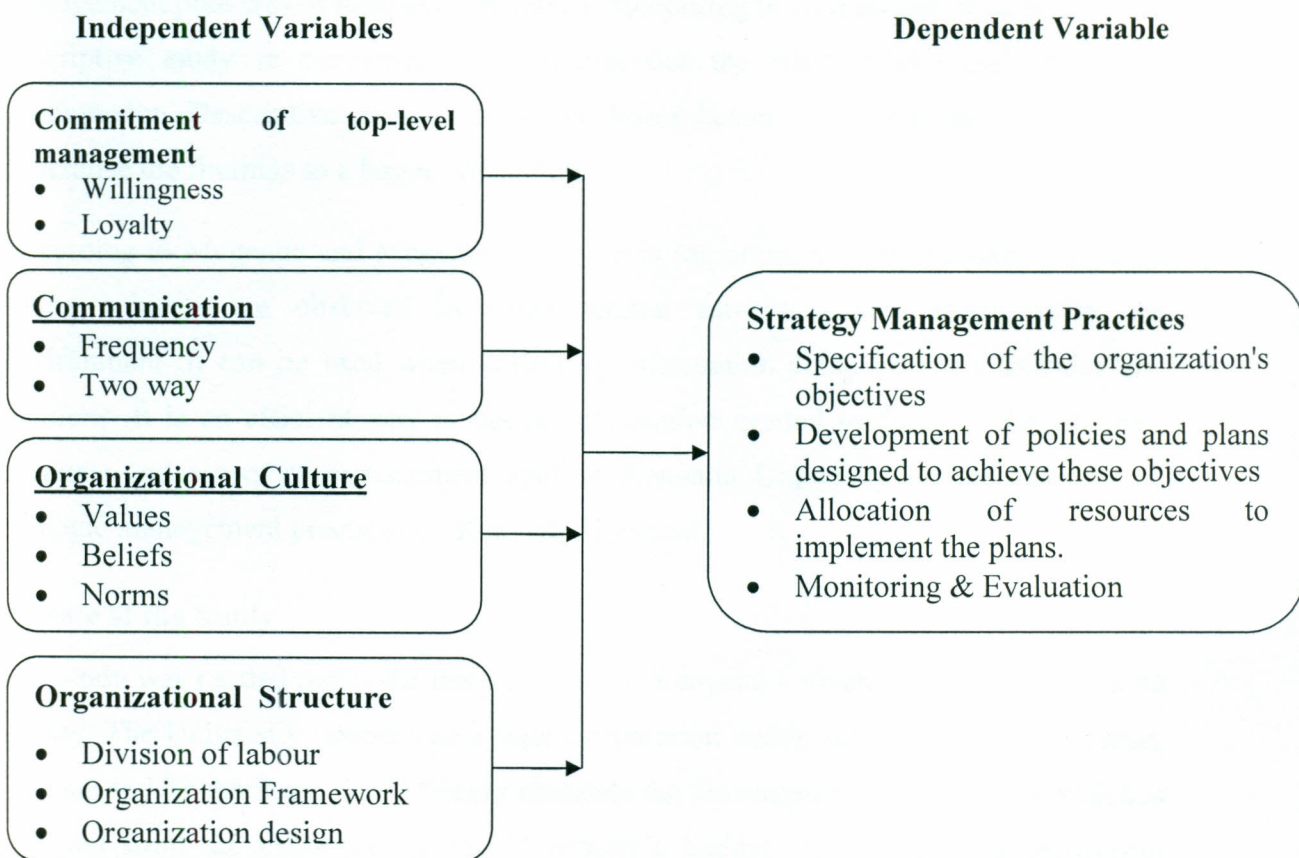 Independent Variables
Dependent Variable
Commitment of top-level
management
• Willingness
• Loyalty
Communication
• Frequency
• Two way
Organizational Culture
• Values
• Beliefs
• Norms
Organizational Structure
• Division of labour
• Organization Framework
• Organization design
Strategy Management Practices
• Specification of the organization's
objectives
• Development of policies and plans
designed to achieve these objectives
• Allocation of resources to
implement the plans.
• Monitoring & Evaluation